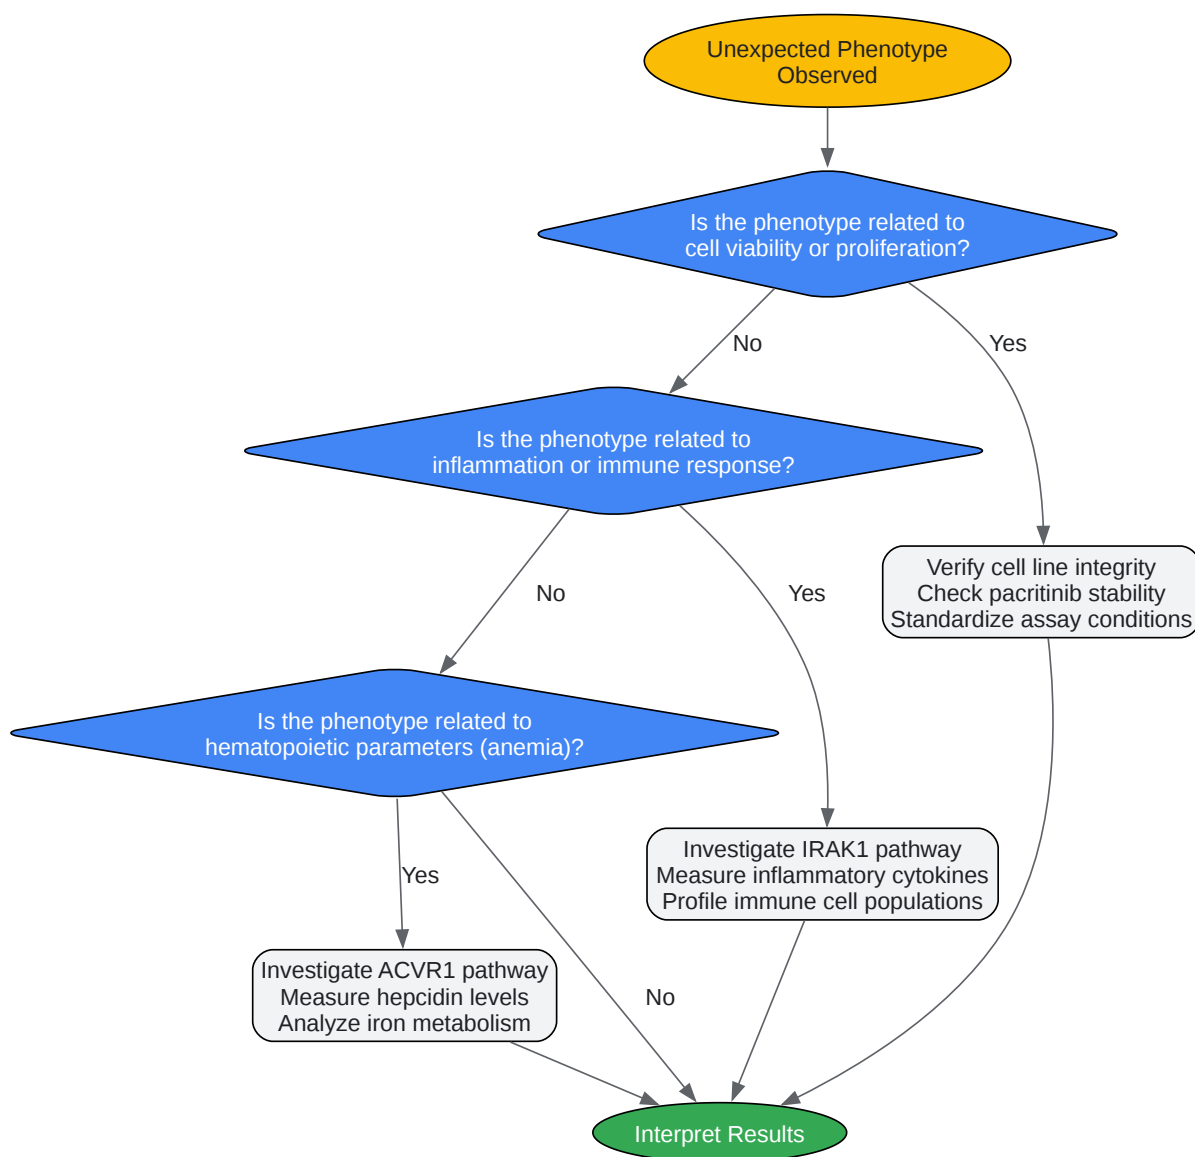 Unexpected Phenotype
Observed
Is the phenotype related to
cell viability or proliferation?
No
Yes
Is the phenotype related to
inflammation or immune response?
No
Yes
Verify cell line integrity
Check pacritinib stability
Standardize assay conditions
Is the phenotype related to
hematopoietic parameters (anemia)?
Yes
No
Investigate IRAK1 pathway
Measure inflammatory cytokines
Profile immune cell populations
Investigate ACVR1 pathway
Measure hepcidin levels
Analyze iron metabolism
Interpret Results